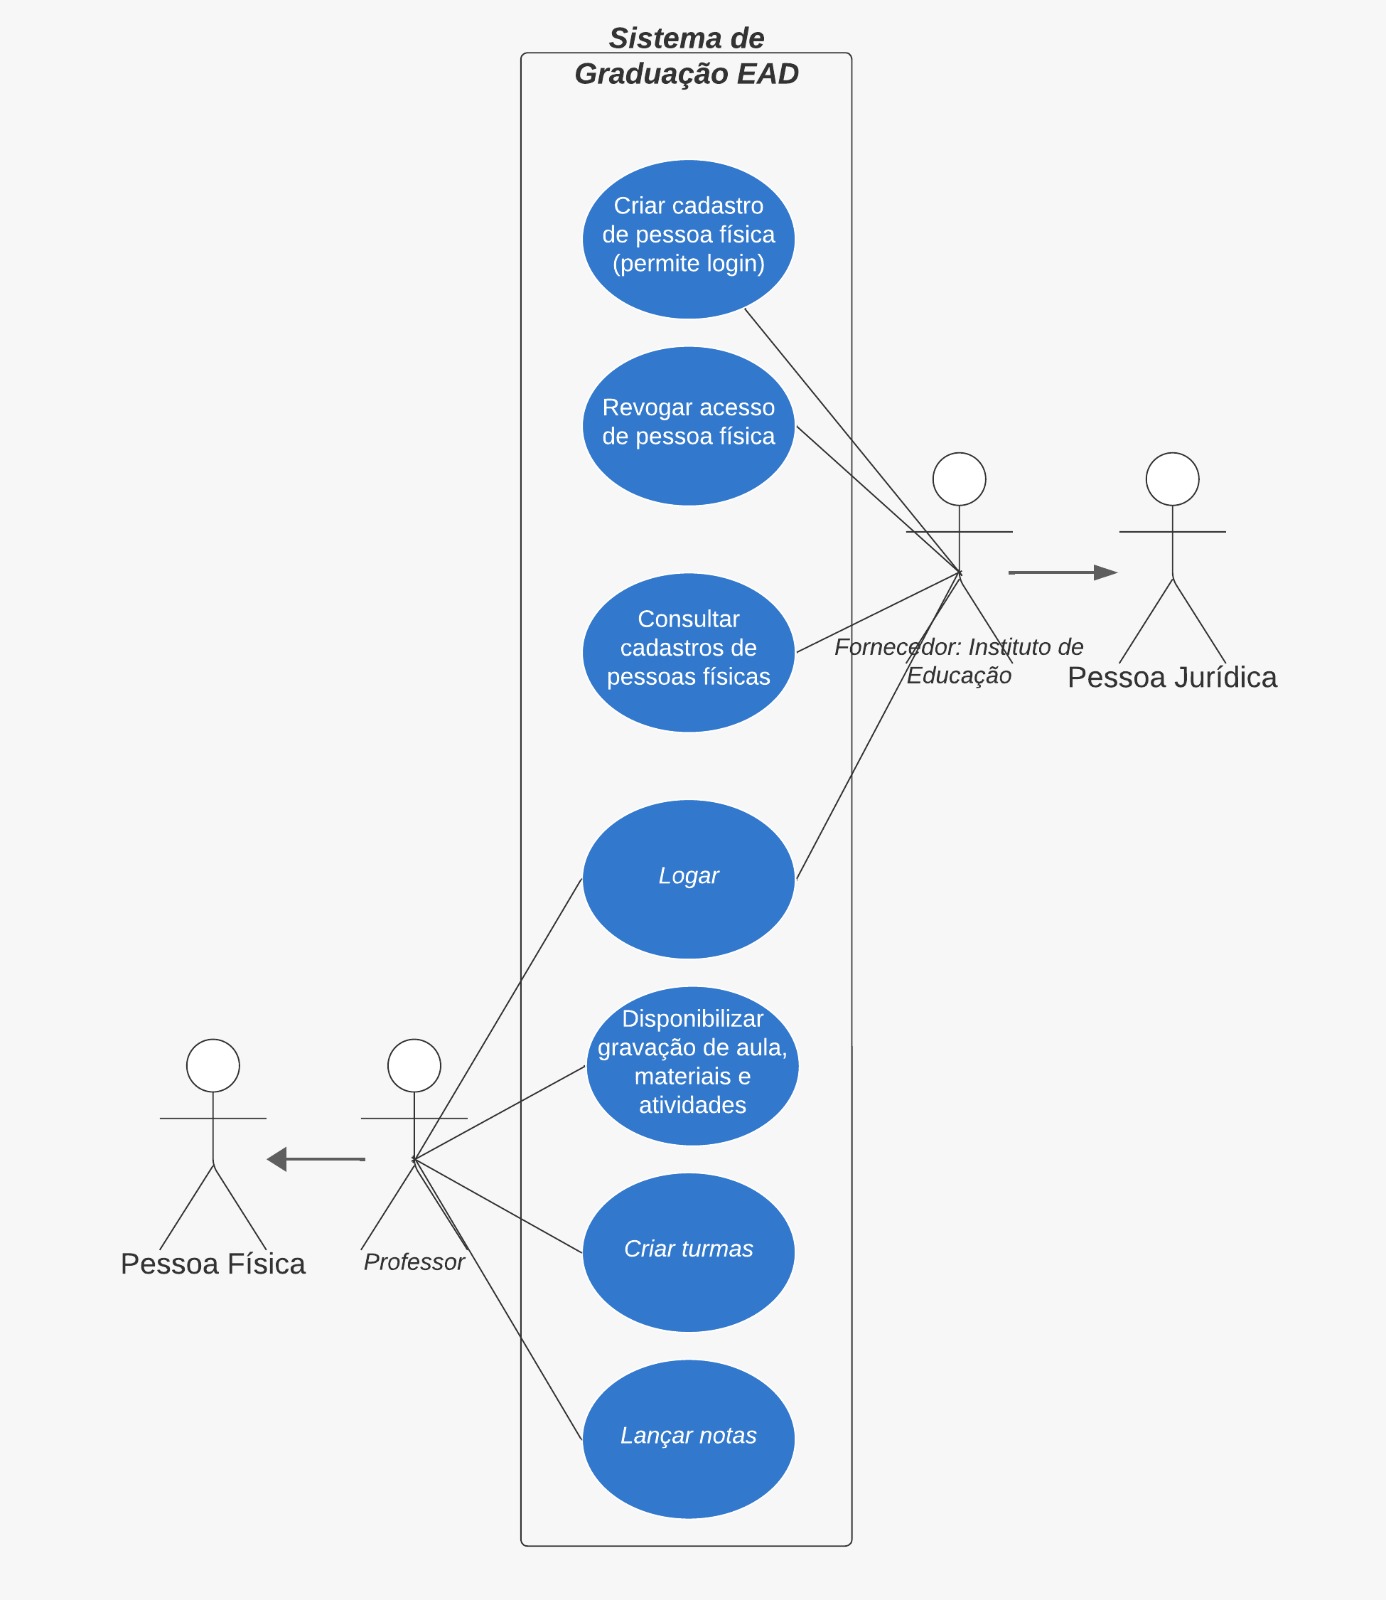 Sistema de
Graduação EAD
Criar cadastro
de pessoa física
(permite login)
Revogar acesso
de pessoa física
Consultar
cadastros de
pessoas físicas
Fornecedor: Instituto de
Educação
Pessoa Jurídica
Logar
Disponibilizar
gravação de aula,
materiais e
atividades
Pessoa Física
Professor
Criar turmas
Lançar notas